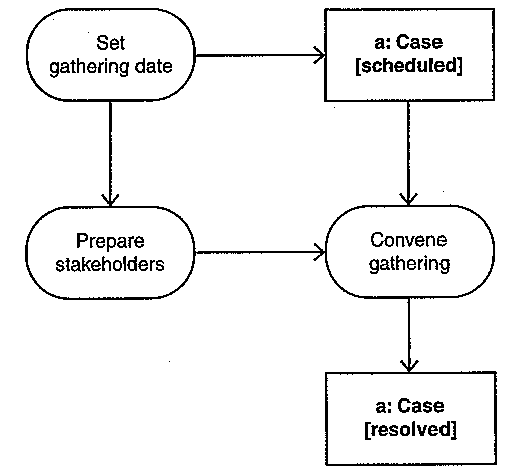 Set
gathering date
a: Case
[scheduled]
Prepare
stakeholders
Convene
gathering
a: Case
[resolved]